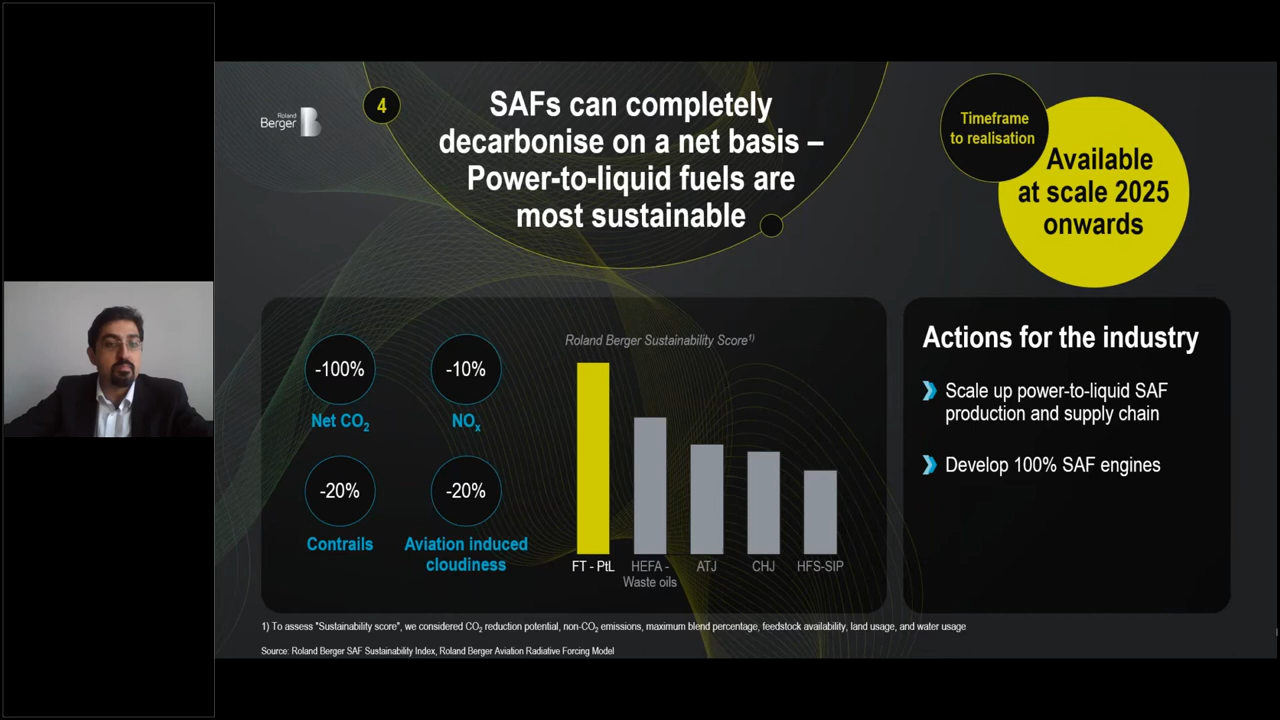 Roland
Berger
4
SAFs can completely
decarbonise on a net basis –
Power-to-liquid fuels are
most sustainable
Timeframe
to realisation
Available
at scale 2025
onwards
-100%
Net CO₂
-10%
NOₓ
-20%
Contrails
-20%
Aviation induced
cloudiness
Roland Berger Sustainability Score¹⁾
FT - PtL
HEFA -
Waste oils
ATJ
CHJ
HFS-SIP
Actions for the industry
Scale up power-to-liquid SAF
production and supply chain
Develop 100% SAF engines
1) To assess "Sustainability score", we considered CO₂ reduction potential, non-CO₂ emissions, maximum blend percentage, feedstock availability, land usage, and water usage
Source: Roland Berger SAF Sustainability Index, Roland Berger Aviation Radiative Forcing Model